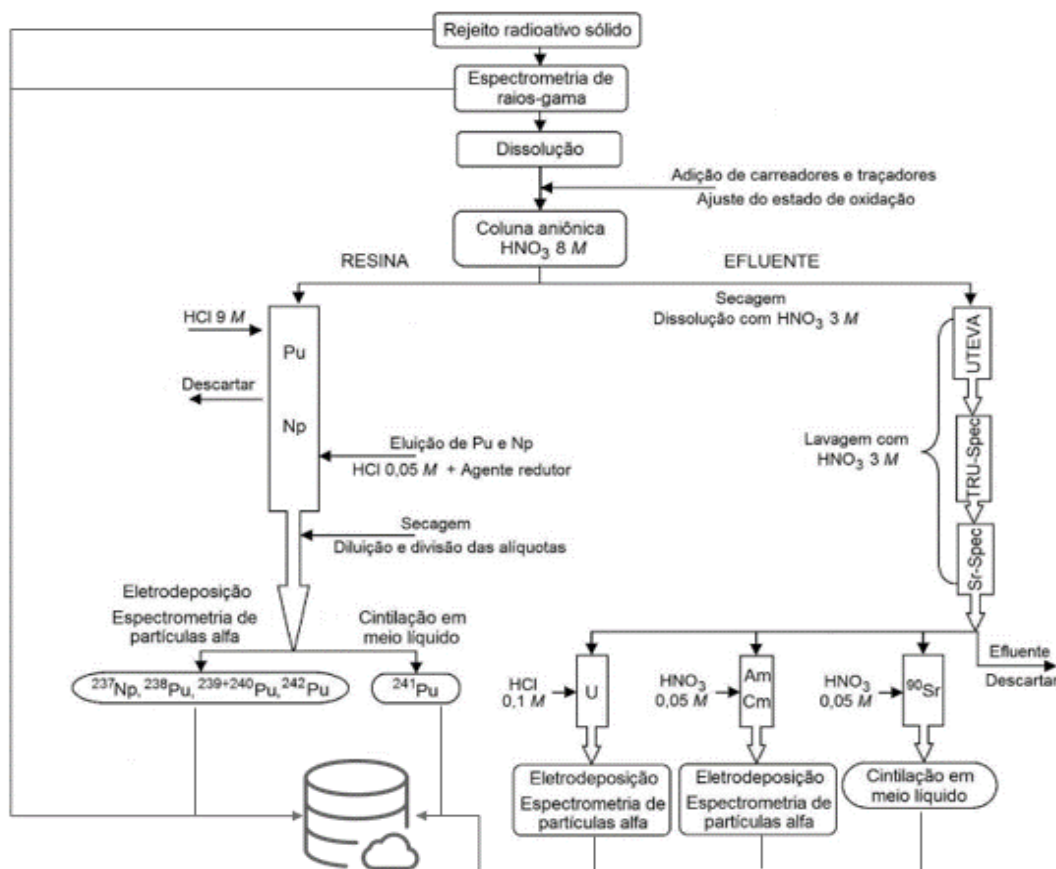 Rejeito radioativo sólido
Espectrometria de
raios-gama
Dissolução
Adição de carreadores e traçadores
Ajuste do estado de oxidação
Coluna aniônica
HNO₃ 8 M
RESINA
EFLUENTE
Secagem
Dissolução com HNO₃ 3 M
HCl 9 M
Pu
Descartar
Np
Eluição de Pu e Np
HCl 0,05 M + Agente redutor
Secagem
Diluição e divisão das alíquotas
Eletrodeposição
Espectrometria de
partículas alfa
Cintilação em
meio líquido
²³⁷Np, ²³⁸Pu, ²³⁹⁺²⁴⁰Pu, ²⁴²Pu
²⁴¹Pu
UTEVA
Lavagem com
HNO₃ 3 M
TRU-Spec
Sr-Spec
Efluente
Descartar
HCl
0,1 M
U
HNO₃
0,05 M
Am
Cm
HNO₃
0,05 M
⁹⁰Sr
Eletrodeposição
Espectrometria de
partículas alfa
Eletrodeposição
Espectrometria de
partículas alfa
Cintilação em
meio líquido